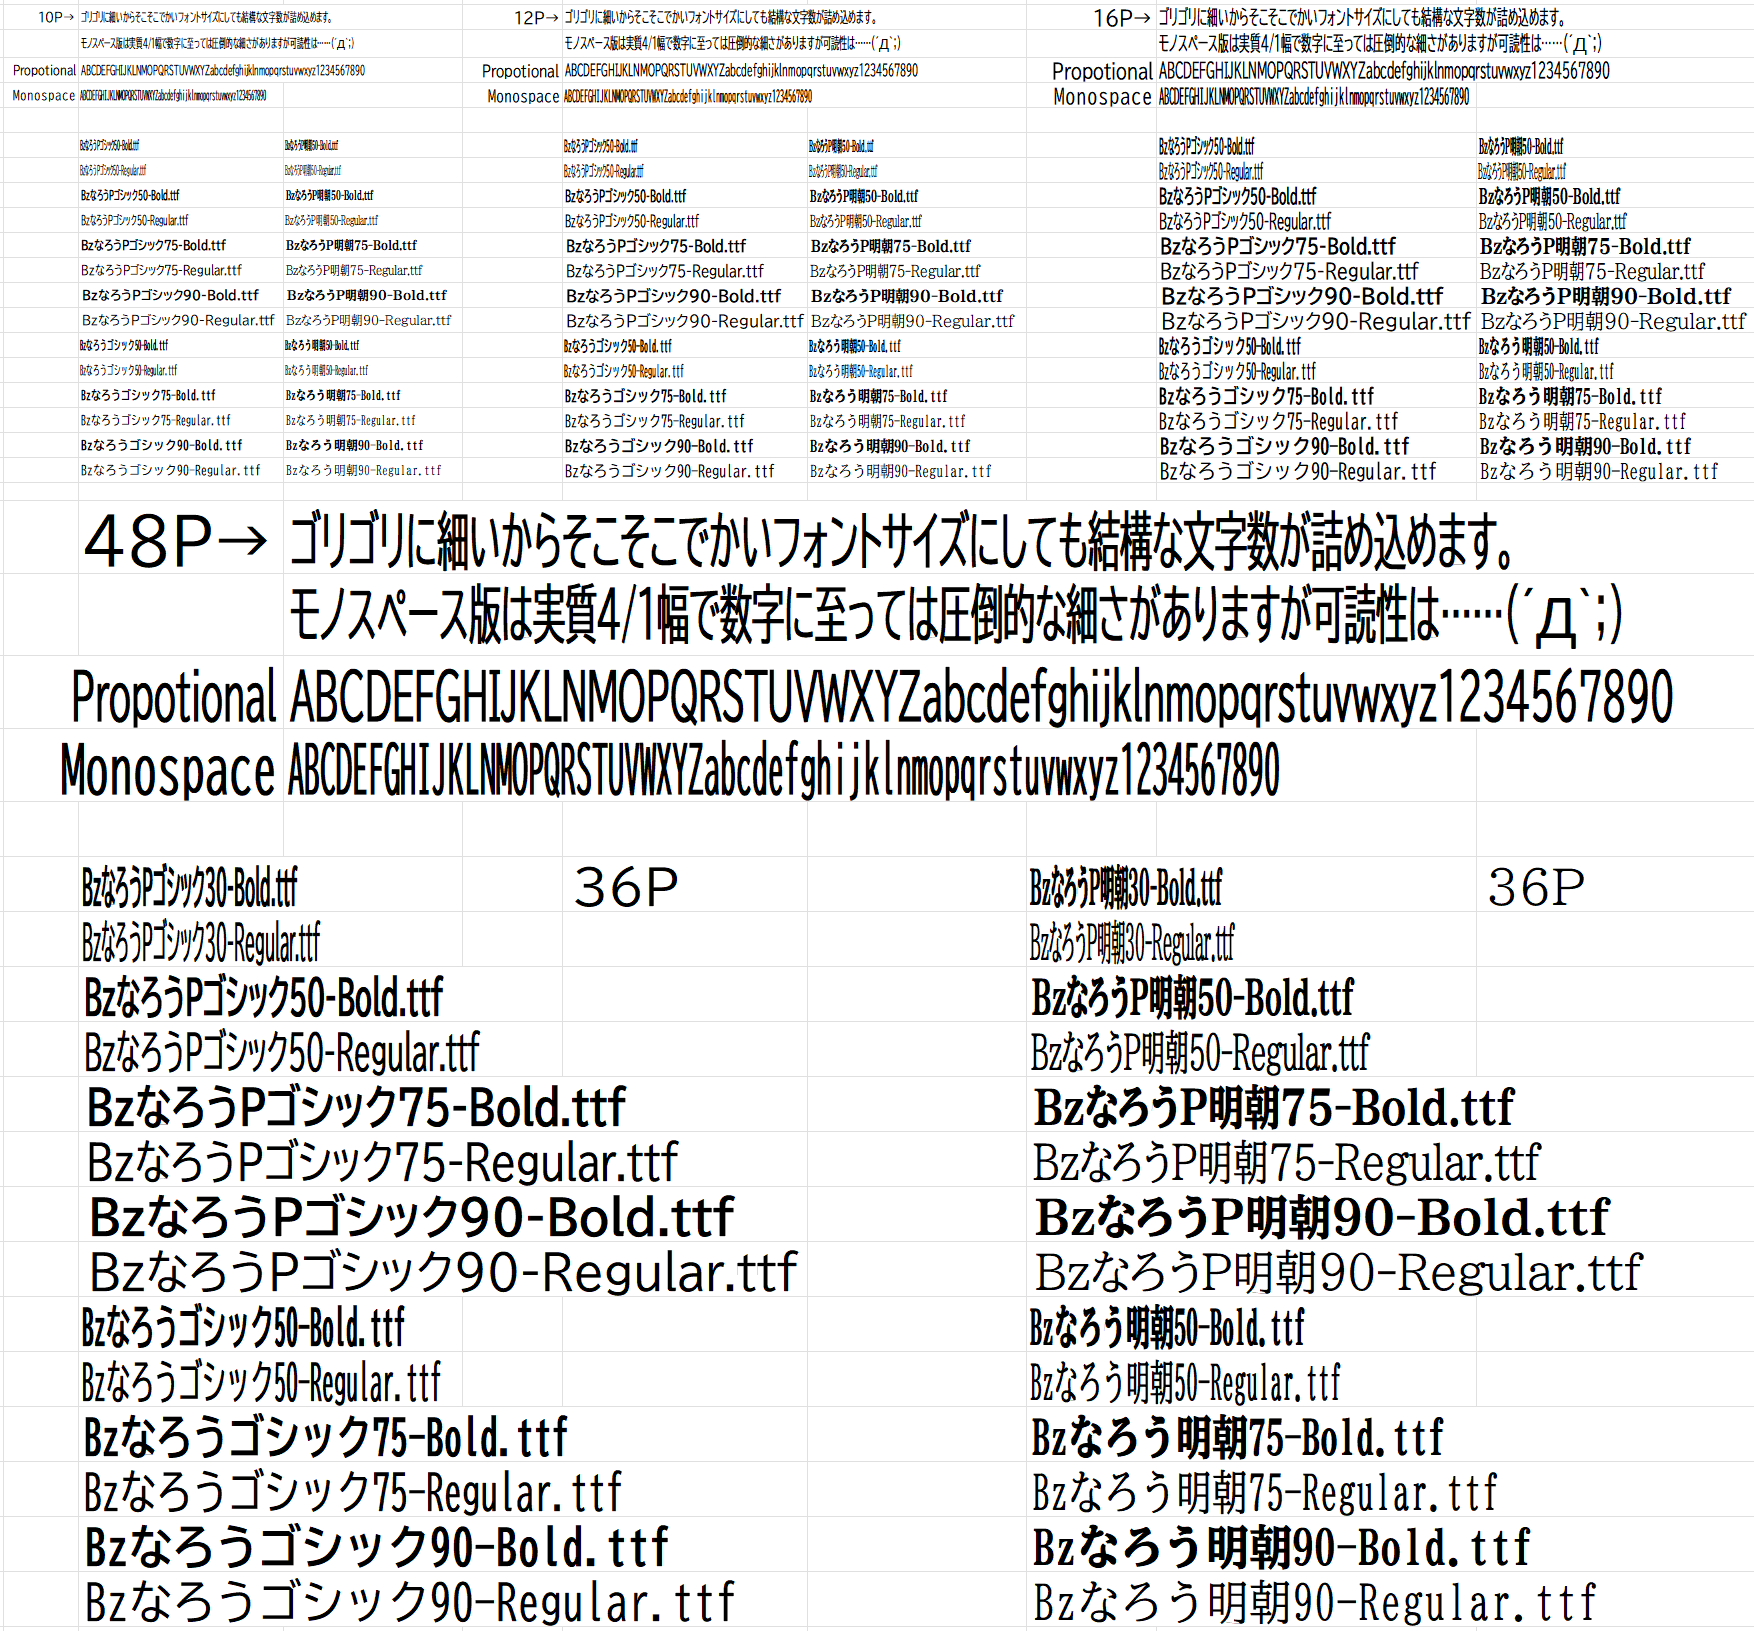 10P→ ゴリゴリに細いからそこそこでかいフォントサイズにしても結構な文字数が詰め込めます。 12P→ ゴリゴリに細いからそこそこでかいフォントサイズにしても結構な文字数が詰め込めます。 16P→ ゴリゴリに細いからそこそこでかいフォントサイズにしても結構な文字数が詰め込めます。
モノスペース版は実質4/1幅で数字に至っては圧倒的な細さがありますが可読性は……(´Д`;) モノスペース版は実質4/1幅で数字に至っては圧倒的な細さがありますが可読性は……(´Д`;) モノスペース版は実質4/1幅で数字に至っては圧倒的な細さがありますが可読性は……(´Д`;)
Propotional ABCDEFGHIJKLNMOPQRSTUVWXYZabcdefghijklnmopqrstuvwxyz1234567890 Propotional ABCDEFGHIJKLNMOPQRSTUVWXYZabcdefghijklnmopqrstuvwxyz1234567890 Propotional ABCDEFGHIJKLNMOPQRSTUVWXYZabcdefghijklnmopqrstuvwxyz1234567890
Monospace ABCDEFGHIJKLNMOPQRSTUVWXYZabcdefghijklnmopqrstuvwxyz1234567890 Monospace ABCDEFGHIJKLNMOPQRSTUVWXYZabcdefghijklnmopqrstuvwxyz1234567890 Monospace ABCDEFGHIJKLNMOPQRSTUVWXYZabcdefghijklnmopqrstuvwxyz1234567890
BzなろうPゴシック30-Bold.ttf BzなろうP明朝30-Bold.ttf BzなろうPゴシック30-Bold.ttf BzなろうP明朝30-Bold.ttf BzなろうPゴシック30-Bold.ttf BzなろうP明朝30-Bold.ttf
BzなろうPゴシック30-Regular.ttf BzなろうP明朝30-Regular.ttf BzなろうPゴシック30-Regular.ttf BzなろうP明朝30-Regular.ttf BzなろうPゴシック30-Regular.ttf BzなろうP明朝30-Regular.ttf
BzなろうPゴシック50-Bold.ttf BzなろうP明朝50-Bold.ttf BzなろうPゴシック50-Bold.ttf BzなろうP明朝50-Bold.ttf BzなろうPゴシック50-Bold.ttf BzなろうP明朝50-Bold.ttf
BzなろうPゴシック50-Regular.ttf BzなろうP明朝50-Regular.ttf BzなろうPゴシック50-Regular.ttf BzなろうP明朝50-Regular.ttf BzなろうPゴシック50-Regular.ttf BzなろうP明朝50-Regular.ttf
BzなろうPゴシック75-Bold.ttf BzなろうP明朝75-Bold.ttf BzなろうPゴシック75-Bold.ttf BzなろうP明朝75-Bold.ttf BzなろうPゴシック75-Bold.ttf BzなろうP明朝75-Bold.ttf
BzなろうPゴシック75-Regular.ttf BzなろうP明朝75-Regular.ttf BzなろうPゴシック75-Regular.ttf BzなろうP明朝75-Regular.ttf BzなろうPゴシック75-Regular.ttf BzなろうP明朝75-Regular.ttf
BzなろうPゴシック90-Bold.ttf BzなろうP明朝90-Bold.ttf BzなろうPゴシック90-Bold.ttf BzなろうP明朝90-Bold.ttf BzなろうPゴシック90-Bold.ttf BzなろうP明朝90-Bold.ttf
BzなろうPゴシック90-Regular.ttf BzなろうP明朝90-Regular.ttf BzなろうPゴシック90-Regular.ttf BzなろうP明朝90-Regular.ttf BzなろうPゴシック90-Regular.ttf BzなろうP明朝90-Regular.ttf
Bzなろうゴシック50-Bold.ttf Bzなろう明朝50-Bold.ttf Bzなろうゴシック50-Bold.ttf Bzなろう明朝50-Bold.ttf Bzなろうゴシック50-Bold.ttf Bzなろう明朝50-Bold.ttf
Bzなろうゴシック50-Regular.ttf Bzなろう明朝50-Regular.ttf Bzなろうゴシック50-Regular.ttf Bzなろう明朝50-Regular.ttf Bzなろうゴシック50-Regular.ttf Bzなろう明朝50-Regular.ttf
Bzなろうゴシック75-Bold.ttf Bzなろう明朝75-Bold.ttf Bzなろうゴシック75-Bold.ttf Bzなろう明朝75-Bold.ttf Bzなろうゴシック75-Bold.ttf Bzなろう明朝75-Bold.ttf
Bzなろうゴシック75-Regular.ttf Bzなろう明朝75-Regular.ttf Bzなろうゴシック75-Regular.ttf Bzなろう明朝75-Regular.ttf Bzなろうゴシック75-Regular.ttf Bzなろう明朝75-Regular.ttf
Bzなろうゴシック90-Bold.ttf Bzなろう明朝90-Bold.ttf Bzなろうゴシック90-Bold.ttf Bzなろう明朝90-Bold.ttf Bzなろうゴシック90-Bold.ttf Bzなろう明朝90-Bold.ttf
Bzなろうゴシック90-Regular.ttf Bzなろう明朝90-Regular.ttf Bzなろうゴシック90-Regular.ttf Bzなろう明朝90-Regular.ttf Bzなろうゴシック90-Regular.ttf Bzなろう明朝90-Regular.ttf
48P→ ゴリゴリに細いからそこそこでかいフォントサイズにしても結構な文字数が詰め込めます。
モノスペース版は実質4/1幅で数字に至っては圧倒的な細さがありますが可読性は……(´Д`;)
Propotional ABCDEFGHIJKLNMOPQRSTUVWXYZabcdefghijklnmopqrstuvwxyz1234567890
Monospace ABCDEFGHIJKLNMOPQRSTUVWXYZabcdefghijklnmopqrstuvwxyz1234567890
BzなろうPゴシック30-Bold.ttf 36P BzなろうP明朝30-Bold.ttf 36P
BzなろうPゴシック30-Regular.ttf BzなろうP明朝30-Regular.ttf
BzなろうPゴシック50-Bold.ttf BzなろうP明朝50-Bold.ttf
BzなろうPゴシック50-Regular.ttf BzなろうP明朝50-Regular.ttf
BzなろうPゴシック75-Bold.ttf BzなろうP明朝75-Bold.ttf
BzなろうPゴシック75-Regular.ttf BzなろうP明朝75-Regular.ttf
BzなろうPゴシック90-Bold.ttf BzなろうP明朝90-Bold.ttf
BzなろうPゴシック90-Regular.ttf BzなろうP明朝90-Regular.ttf
Bzなろうゴシック50-Bold.ttf Bzなろう明朝50-Bold.ttf
Bzなろうゴシック50-Regular.ttf Bzなろう明朝50-Regular.ttf
Bzなろうゴシック75-Bold.ttf Bzなろう明朝75-Bold.ttf
Bzなろうゴシック75-Regular.ttf Bzなろう明朝75-Regular.ttf
Bzなろうゴシック90-Bold.ttf Bzなろう明朝90-Bold.ttf
Bzなろうゴシック90-Regular.ttf Bzなろう明朝90-Regular.ttf